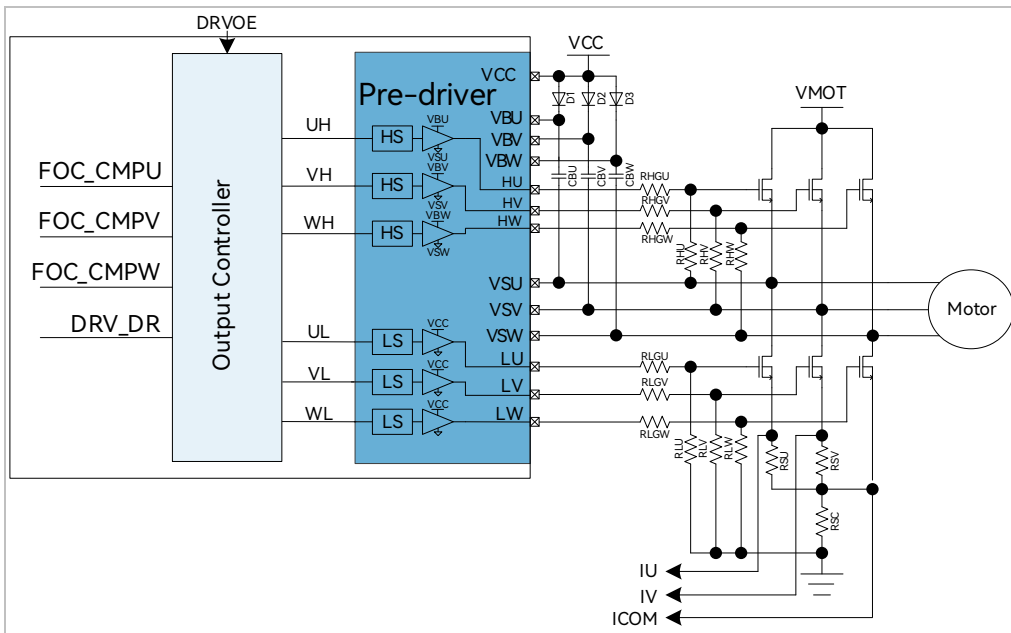 DRVOE
VCC
VMOT
Output Controller
Pre-driver
FOC_CMPU
FOC_CMPV
FOC_CMPW
DRV_DR
UH
VH
WH
UL
VL
WL
HS
HS
HS
LS
LS
LS
VBU
VSU
VBV
VSV
VBW
VSW
VCC
VCC
VCC
VCC
VBU
VBV
VBW
HU
HV
HW
VSU
VSV
VSW
LU
LV
LW
D1
D2
D3
CBU
CBV
CBW
RHGU
RHGV
RHGW
RHU
RHV
RHW
Motor
RLGU
RLGV
RLGW
RLU
RLV
RLW
RSU
RSV
RSC
IU
IV
ICOM